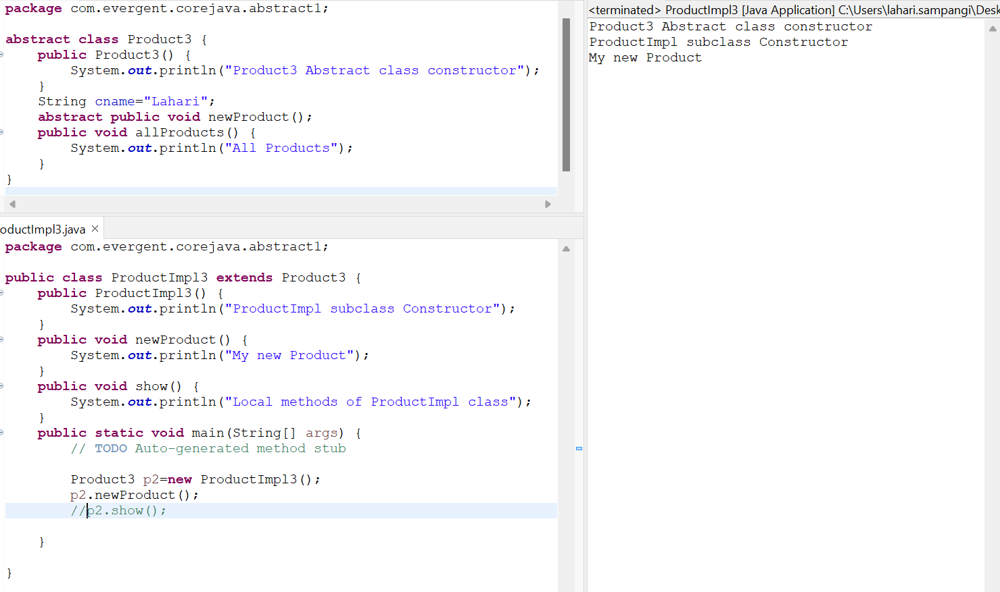 package com.evergent.corejava.abstract1;
abstract class Product3 {
public Product3() {
System.out.println("Product3 Abstract class constructor");
}
String cname="Lahari";
abstract public void newProduct();
public void allProducts() {
System.out.println("All Products");
}
}
oductImpl3.java ×
package com.evergent.corejava.abstract1;
public class ProductImpl3 extends Product3 {
public ProductImpl3() {
System.out.println("ProductImpl subclass Constructor");
}
public void newProduct() {
System.out.println("My new Product");
}
public void show() {
System.out.println("Local methods of ProductImpl class");
}
public static void main(String[] args) {
// TODO Auto-generated method stub
Product3 p2=new ProductImpl3();
p2.newProduct();
//p2.show();
}
}
<terminated> ProductImpl3 [Java Application] C:\Users\lahari.sampangi\Desk
Product3 Abstract class constructor
ProductImpl subclass Constructor
My new Product